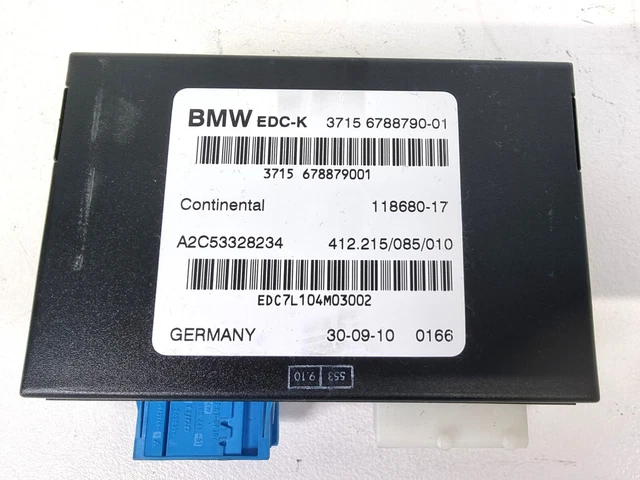 BMW EDC-K 3715 6788790-01
3715 678879001
Continental 118680-17
A2C53328234 412.215/085/010
EDC7L104M03002
GERMANY 30-09-10 0166
553 9.10